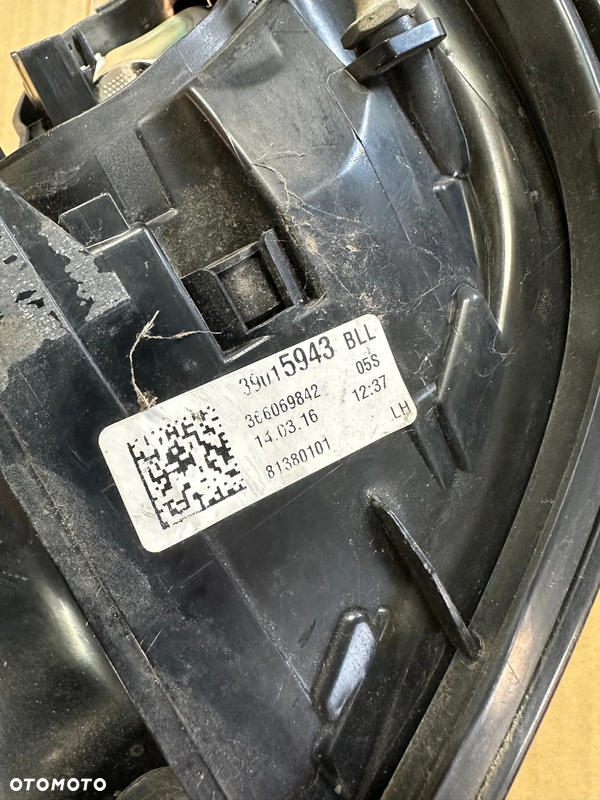 39015943 BLL
366069842 05S
14.03.16 12:37
81380101 LH
OTOMOTO